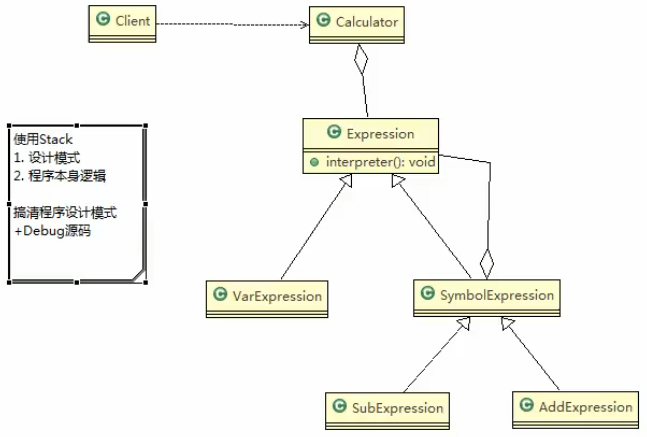 Client
Calculator
使用Stack
1. 设计模式
2. 程序本身逻辑
搞清程序设计模式
+Debug源码
Expression
interpreter(): void
VarExpression
SymbolExpression
SubExpression
AddExpression